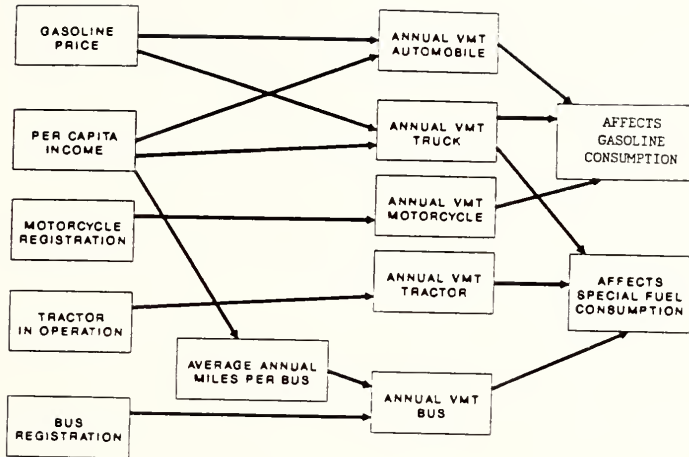 GASOLINE
PRICE
PER CAPITA
INCOME
MOTORCYCLE
REGISTRATION
TRACTOR
IN OPERATION
BUS
REGISTRATION
AVERAGE ANNUAL
MILES PER BUS
ANNUAL VMT
AUTOMOBILE
ANNUAL VMT
TRUCK
ANNUAL VMT
MOTORCYCLE
ANNUAL VMT
TRACTOR
ANNUAL VMT
BUS
AFFECTS
GASOLINE
CONSUMPTION
AFFECTS
SPECIAL FUEL
CONSUMPTION